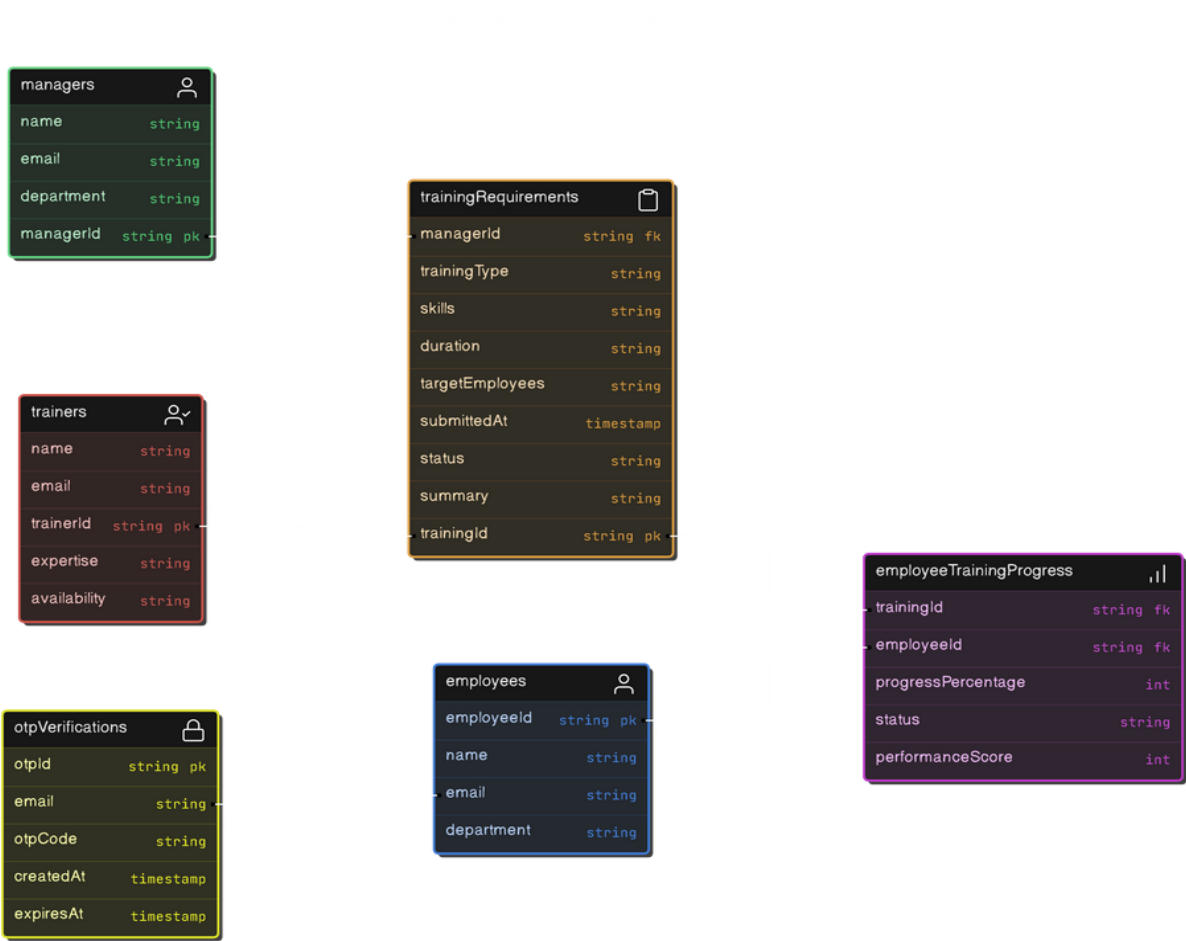 managers
name string
email string
department string
managerId string pk
trainingRequirements
managerId string fk
trainingType string
skills string
duration string
targetEmployees string
submittedAt timestamp
status string
summary string
trainingId string pk
trainers
name string
email string
trainerId string pk
expertise string
availability string
employeeTrainingProgress
trainingId string fk
employeeId string fk
progressPercentage int
status string
performanceScore int
employees
employeeId string pk
name string
email string
department string
otpVerifications
otpId string pk
email string
otpCode string
createdAt timestamp
expiresAt timestamp